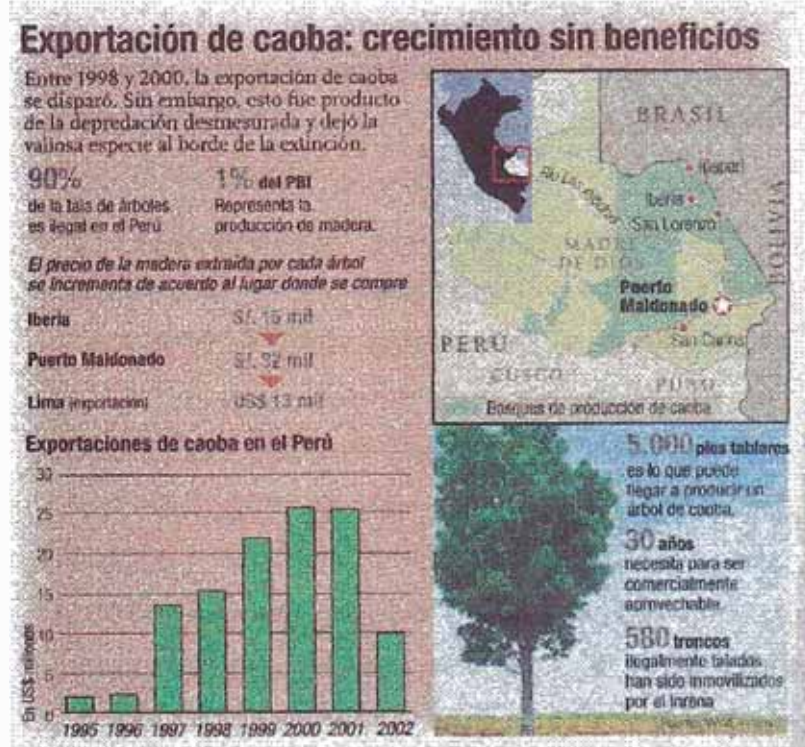 Exportación de caoba: crecimiento sin beneficios
Entre 1998 y 2000, la exportación de caoba
se disparó. Sin embargo, esto fue producto
de la depredación desmesurada y dejó la
valiosa especie al borde de la extinción.
90%
de la tala de árboles
es ilegal en el Perú
1% del PBI
Representa la
producción de madera.
El precio de la madera extraida por cada árbol
se incrementa de acuerdo al lugar donde se compre
Iberia S/. 15 mil
Puerto Maldonado S/. 32 mil
Lima (exportación) US$ 13 mil
BRASIL
Iñapari
Iberia
San Lorenzo
BOLIVIA
MADRE
DE DIOS
Puerto
Maldonado
PERÚ
CUSCO
PUNO
Bosques de producción de caoba
Exportaciones de caoba en el Perú
En US$ millones
30
25
20
15
10
5
0
1995 1996 1997 1998 1999 2000 2001 2002
5.000 pies tablares
es lo que puede
llegar a producir un
árbol de caoba.
30 años
necesita para ser
comercialmente
aprovechable.
580 troncos
ilegalmente talados
han sido inmovilizados
por el Inrena